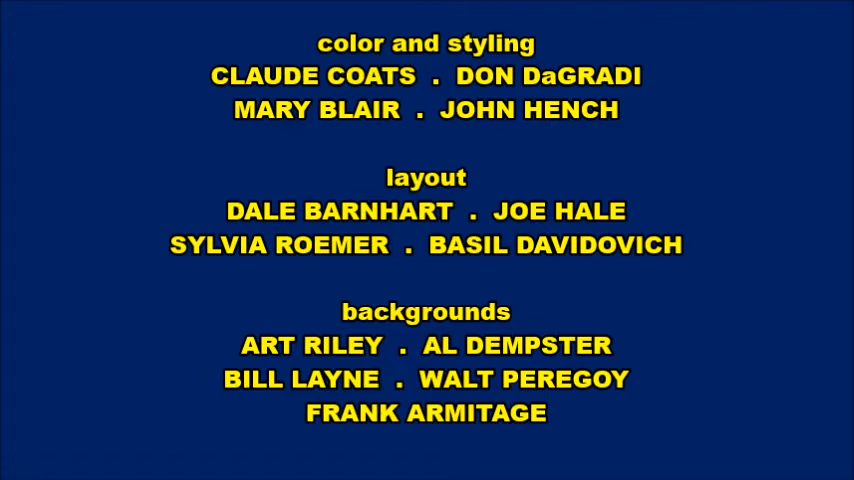 color and styling
CLAUDE COATS . DON DaGRADI
MARY BLAIR . JOHN HENCH
layout
DALE BARNHART . JOE HALE
SYLVIA ROEMER . BASIL DAVIDOVICH
backgrounds
ART RILEY . AL DEMPSTER
BILL LAYNE . WALT PEREGOY
FRANK ARMITAGE